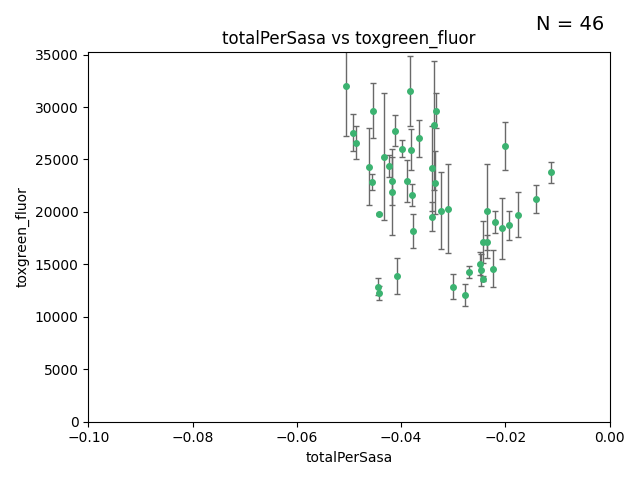 N = 46
totalPerSasa vs toxgreen_fluor
35000
30000
25000
20000
15000
10000
5000
0
toxgreen_fluor
−0.10 −0.08 −0.06 −0.04 −0.02 0.00
totalPerSasa